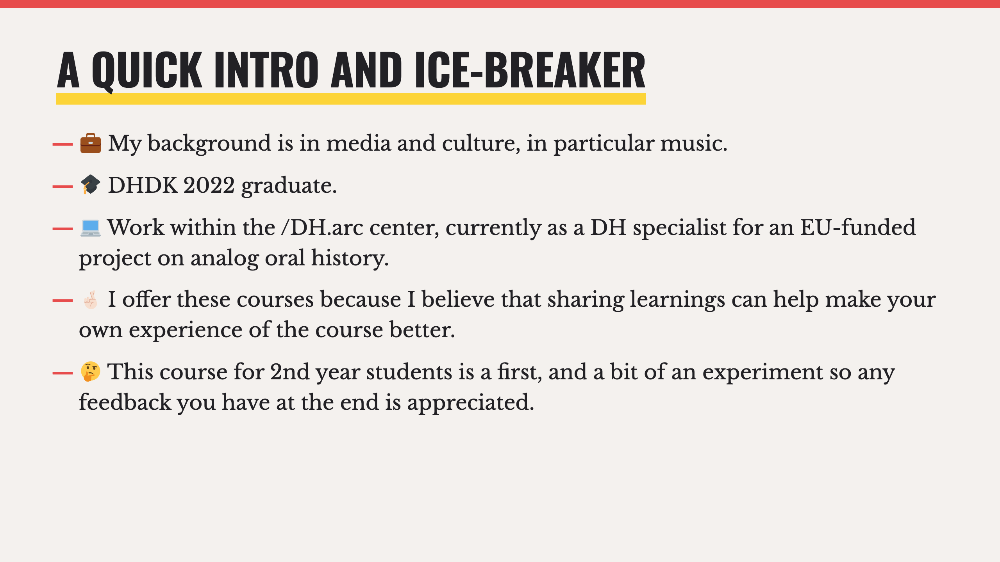 A QUICK INTRO AND ICE-BREAKER
— 💼 My background is in media and culture, in particular music.
— 🎓 DHDK 2022 graduate.
— 💻 Work within the /DH.arc center, currently as a DH specialist for an EU-funded
project on analog oral history.
— 🤞🏻 I offer these courses because I believe that sharing learnings can help make your
own experience of the course better.
— 🤔 This course for 2nd year students is a first, and a bit of an experiment so any
feedback you have at the end is appreciated.